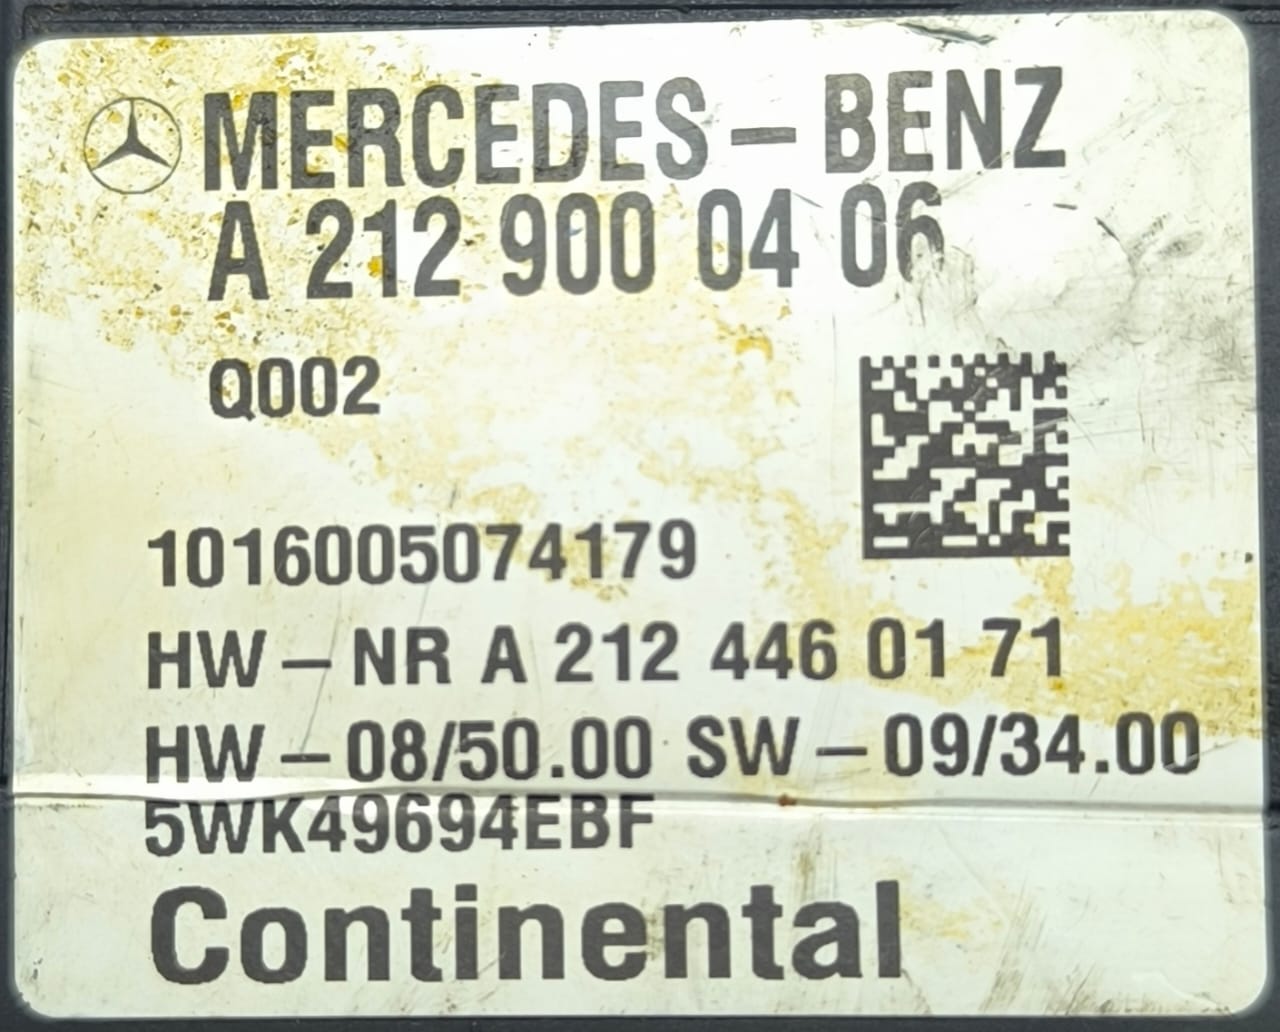 MERCEDES-BENZ
A 212 900 04 06
Q002
1016005074179
HW-NR A 212 446 01 71
HW-08/50.00 SW-09/34.00
5WK49694EBF
Continental